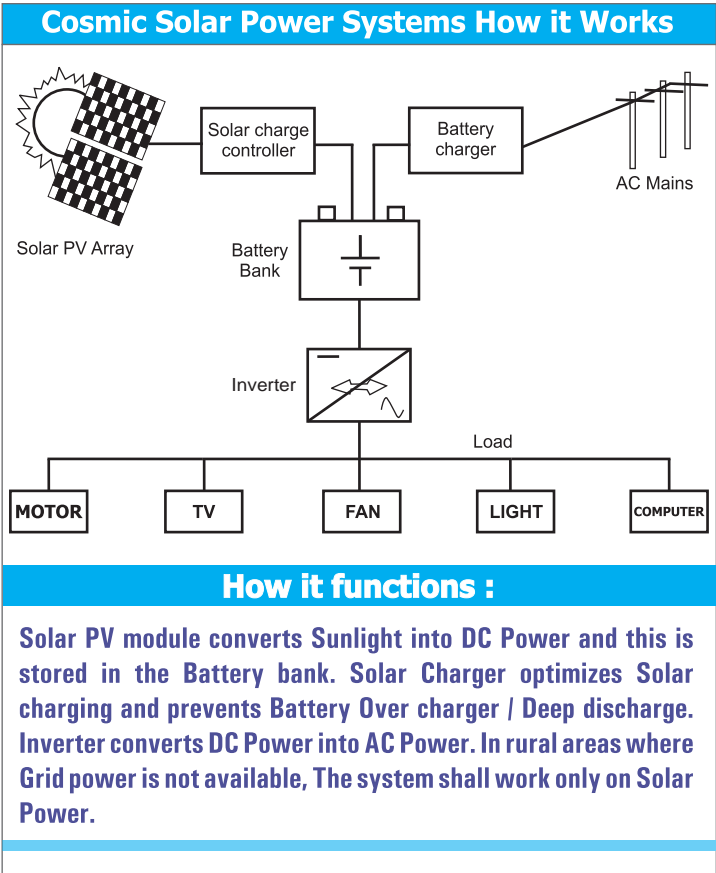 Cosmic Solar Power Systems How it Works
Solar charge
controller
Battery
charger
AC Mains
Solar PV Array
Battery
Bank
Inverter
Load
MOTOR
TV
FAN
LIGHT
COMPUTER
How it functions :
Solar PV module converts Sunlight into DC Power and this is
stored in the Battery bank. Solar Charger optimizes Solar
charging and prevents Battery Over charger / Deep discharge.
Inverter converts DC Power into AC Power. In rural areas where
Grid power is not available, The system shall work only on Solar
Power.